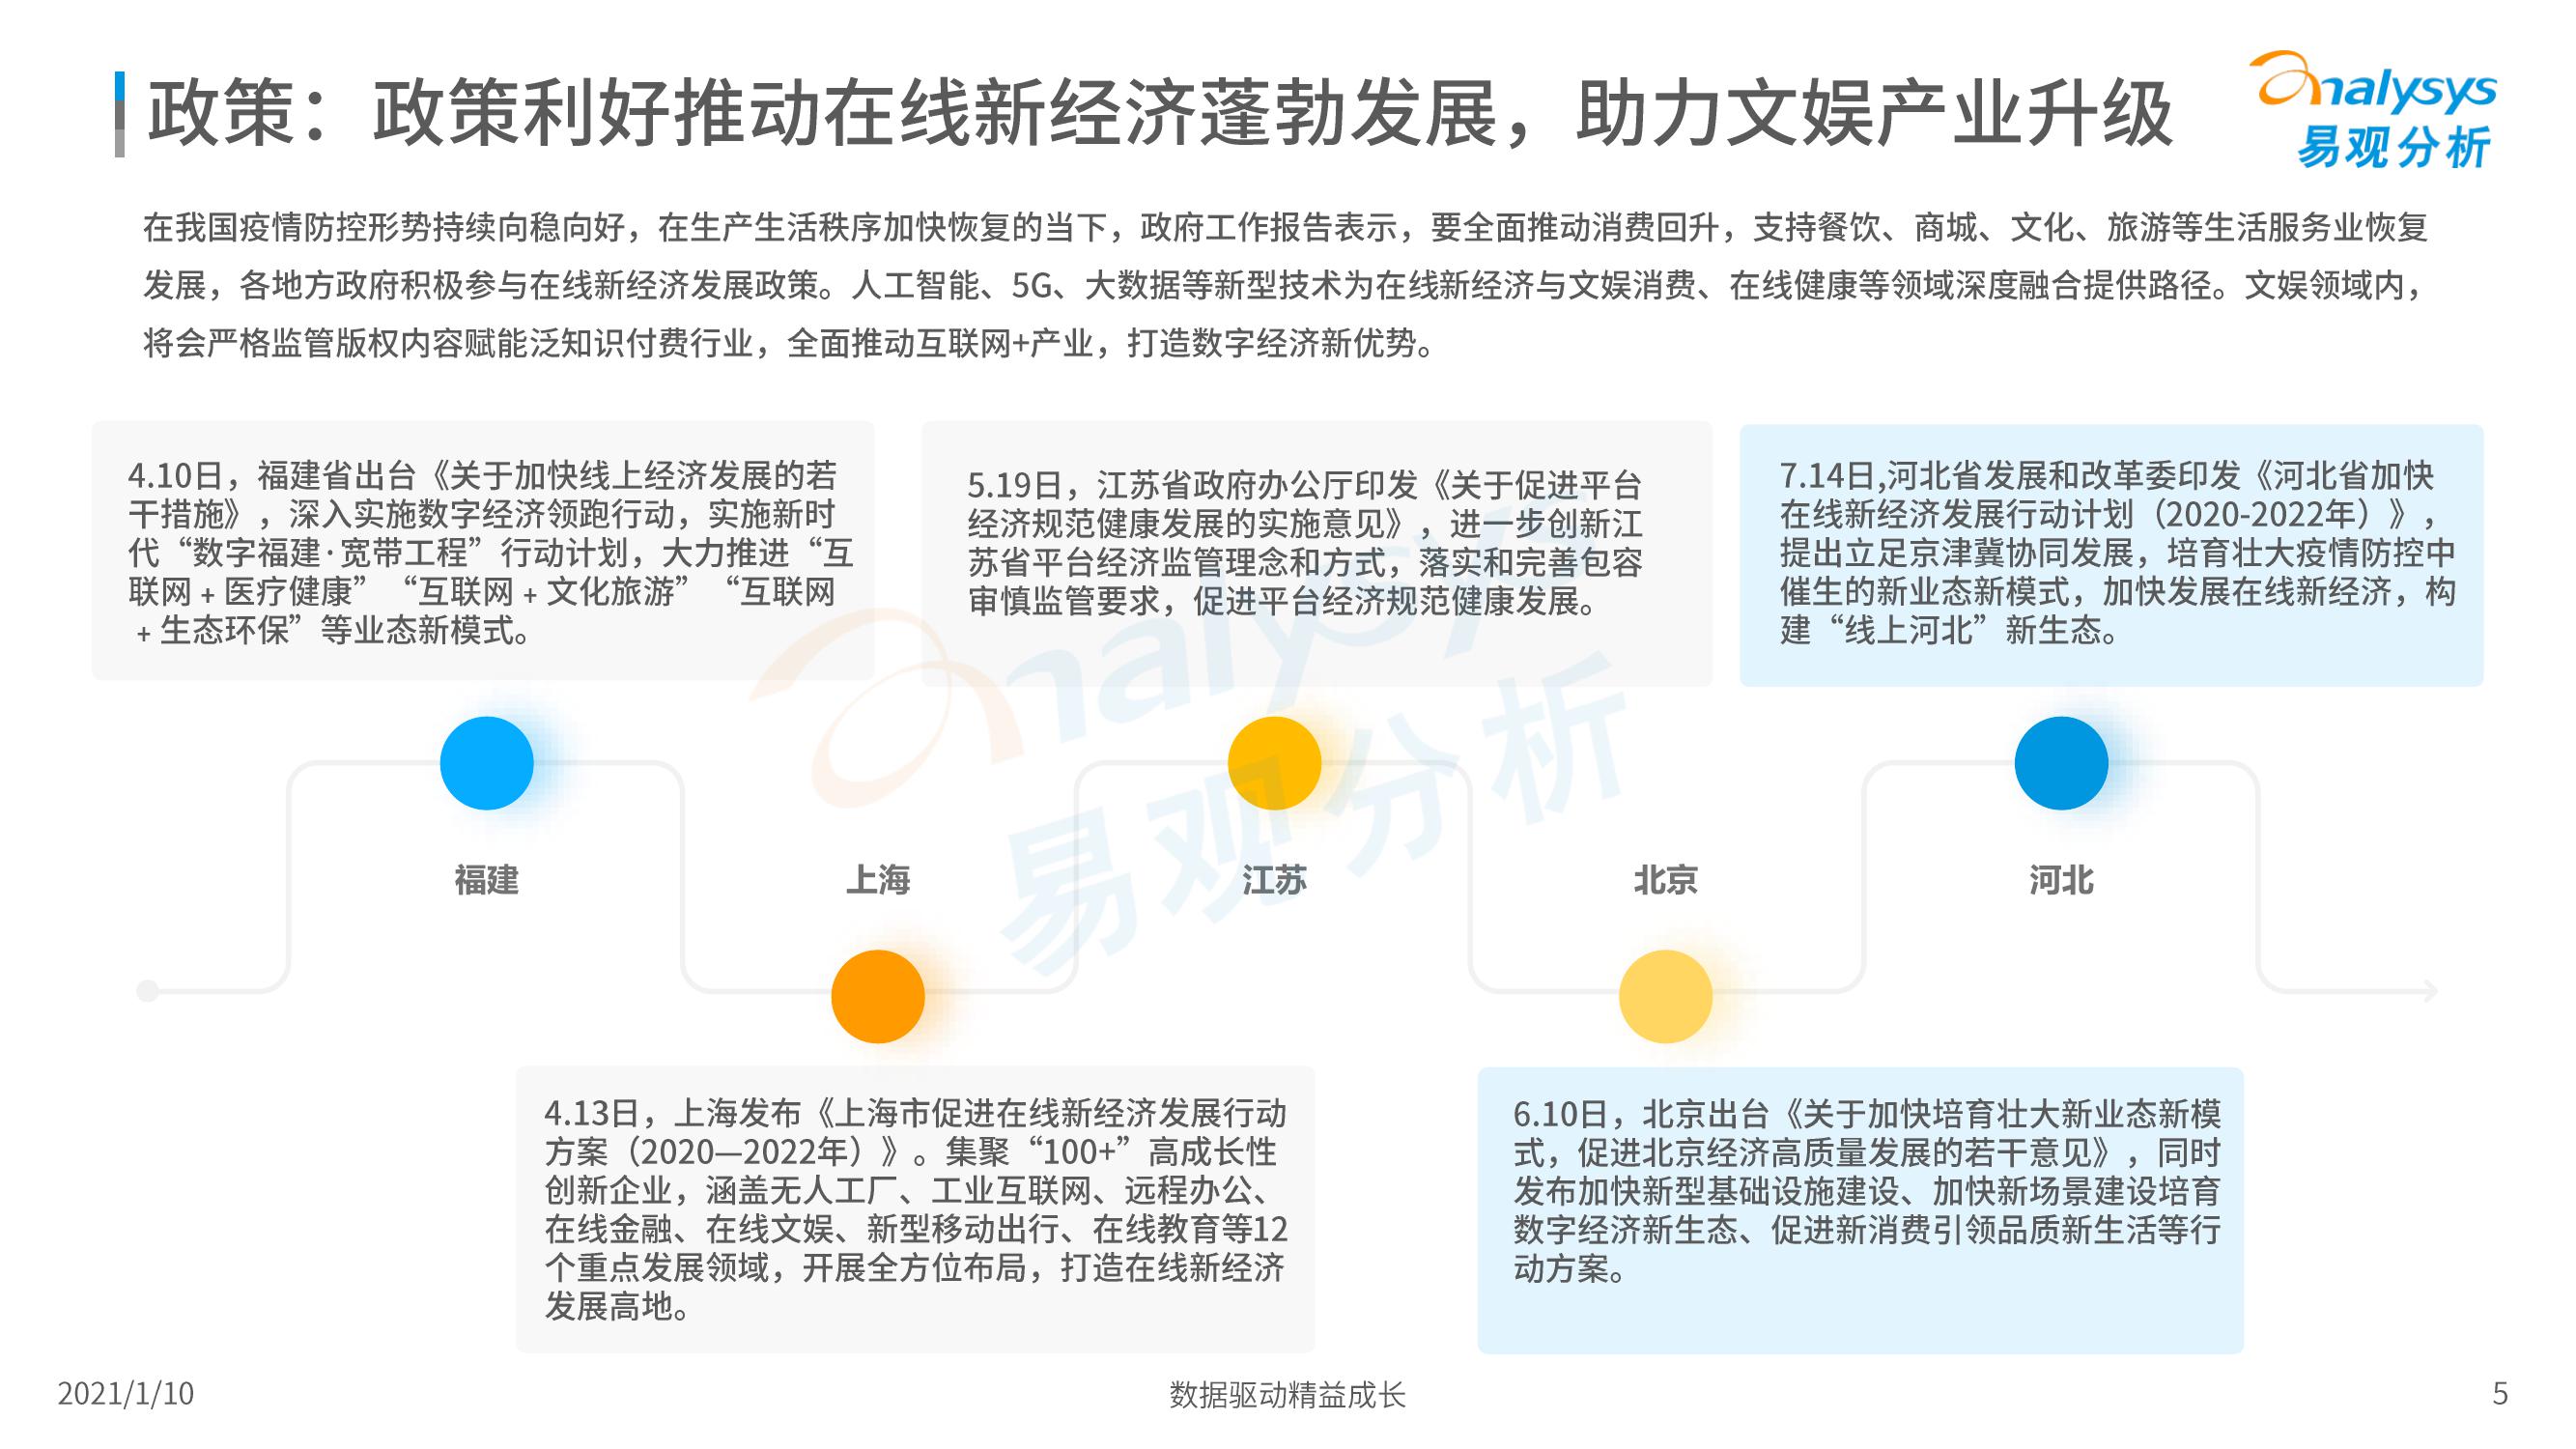 政策：政策利好推动在线新经济蓬勃发展，助力文娱产业升级
analysys
易观分析
在我国疫情防控形势持续向稳向好，在生产生活秩序加快恢复的当下，政府工作报告表示，要全面推动消费回升，支持餐饮、商城、文化、旅游等生活服务业恢复
发展，各地方政府积极参与在线新经济发展政策。人工智能、5G、大数据等新型技术为在线新经济与文娱消费、在线健康等领域深度融合提供路径。文娱领域内，
将会严格监管版权内容赋能泛知识付费行业，全面推动互联网+产业，打造数字经济新优势。
4.10日，福建省出台《关于加快线上经济发展的若
干措施》，深入实施数字经济领跑行动，实施新时
代“数字福建·宽带工程”行动计划，大力推进“互
联网﹢医疗健康”“互联网﹢文化旅游”“互联网
﹢生态环保”等业态新模式。
5.19日，江苏省政府办公厅印发《关于促进平台
经济规范健康发展的实施意见》，进一步创新江
苏省平台经济监管理念和方式，落实和完善包容
审慎监管要求，促进平台经济规范健康发展。
7.14日,河北省发展和改革委印发《河北省加快
在线新经济发展行动计划（2020-2022年）》，
提出立足京津冀协同发展，培育壮大疫情防控中
催生的新业态新模式，加快发展在线新经济，构
建“线上河北”新生态。
analysys
易观分析
福建
上海
江苏
北京
河北
4.13日，上海发布《上海市促进在线新经济发展行动
方案（2020—2022年）》。集聚“100+”高成长性
创新企业，涵盖无人工厂、工业互联网、远程办公、
在线金融、在线文娱、新型移动出行、在线教育等12
个重点发展领域，开展全方位布局，打造在线新经济
发展高地。
6.10日，北京出台《关于加快培育壮大新业态新模
式，促进北京经济高质量发展的若干意见》，同时
发布加快新型基础设施建设、加快新场景建设培育
数字经济新生态、促进新消费引领品质新生活等行
动方案。
2021/1/10
数据驱动精益成长
5